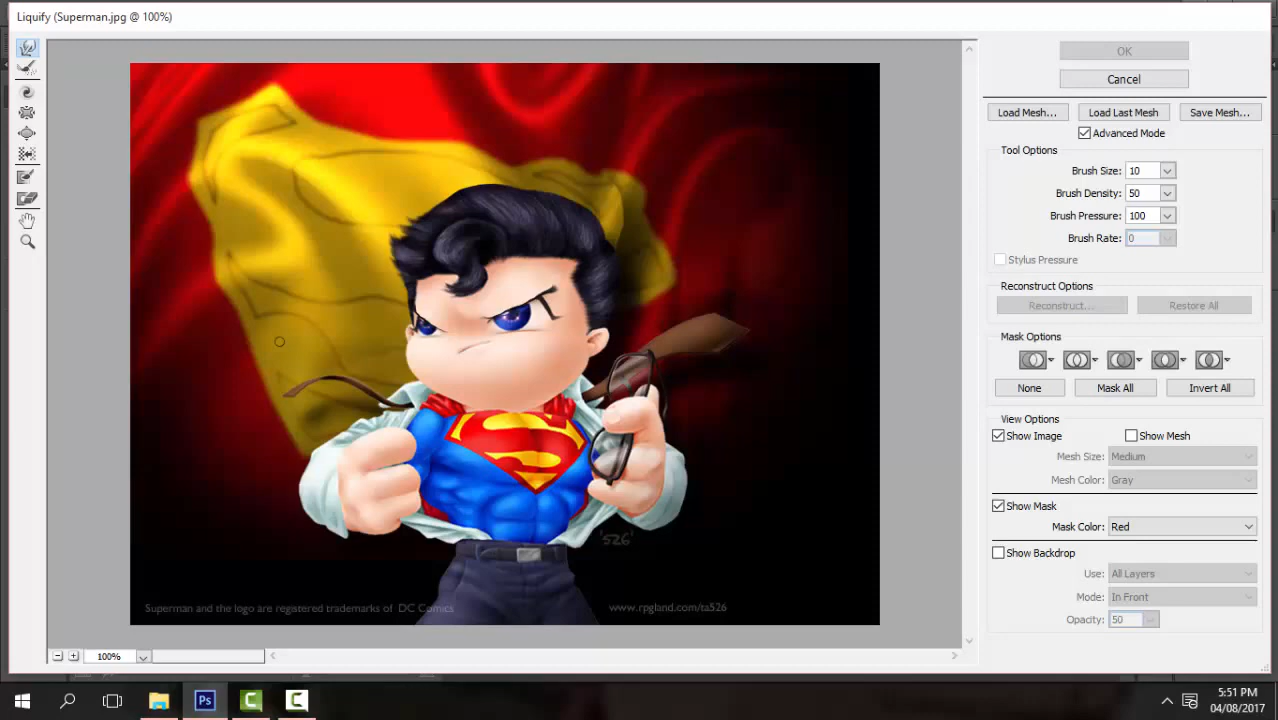 Liquify (Superman.jpg @ 100%)
OK
Cancel
Load Mesh...
Load Last Mesh
Save Mesh...
Advanced Mode
Tool Options
Brush Size: 10
Brush Density: 50
Brush Pressure: 100
Brush Rate: 0
Stylus Pressure
Reconstruct Options
Reconstruct...
Restore All
Mask Options
None
Mask All
Invert All
View Options
Show Image
Show Mesh
Mesh Size: Medium
Mesh Color: Gray
Show Mask
Mask Color: Red
Show Backdrop
Use: All Layers
Mode: In Front
Opacity: 50
S
'526'
Superman and the logo are registered trademarks of DC Comics
www.rpgland.com/ta526
100%
Ps
C
C
5:51 PM
04/08/2017